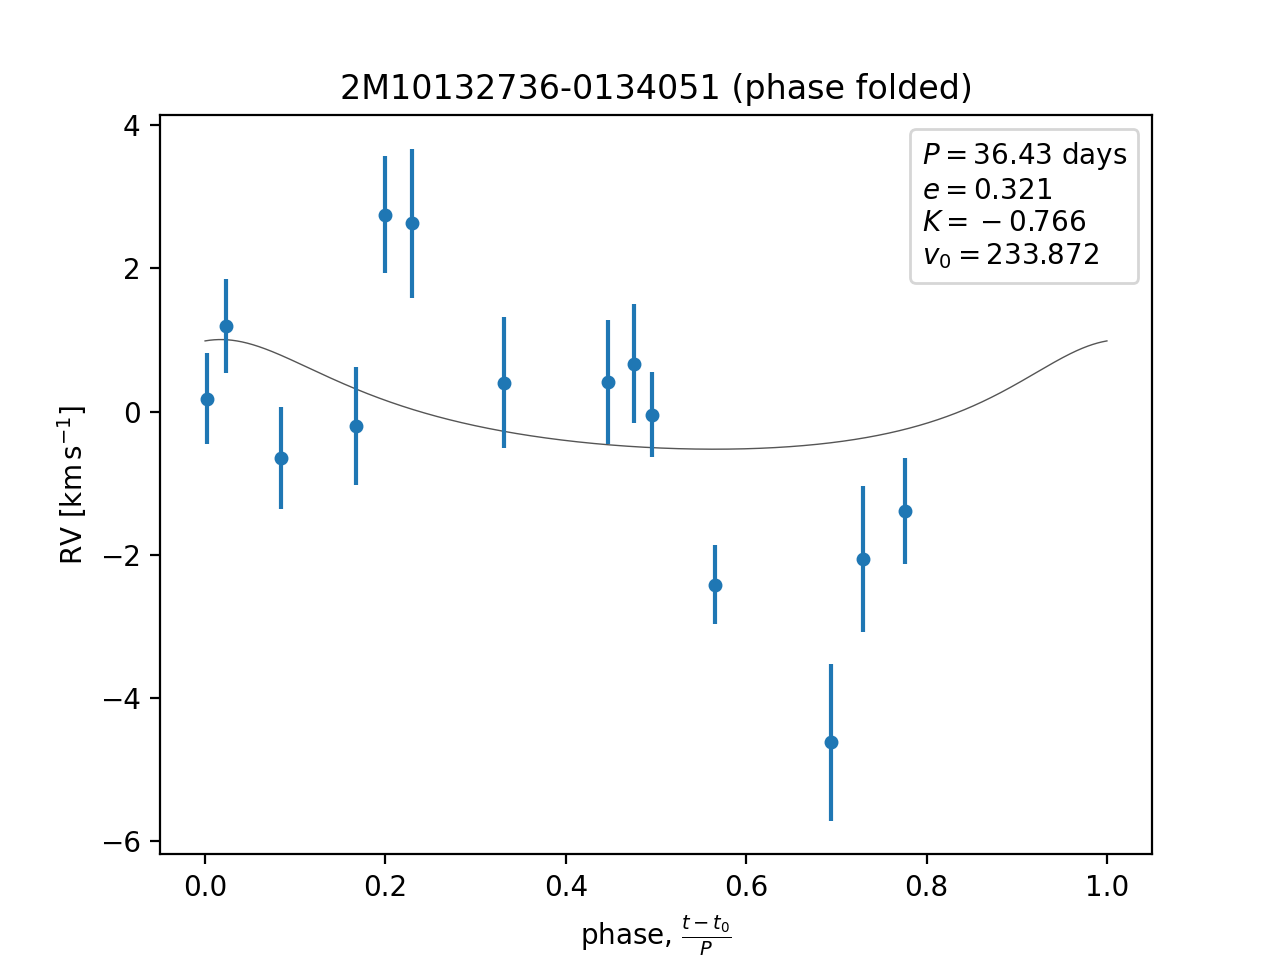 2M10132736-0134051 (phase folded)
P = 36.43 days
e = 0.321
K = −0.766
v₀ = 233.872
4
2
0
−2
−4
−6
RV [km s⁻¹]
0.0 0.2 0.4 0.6 0.8 1.0
phase, (t − t₀)/P